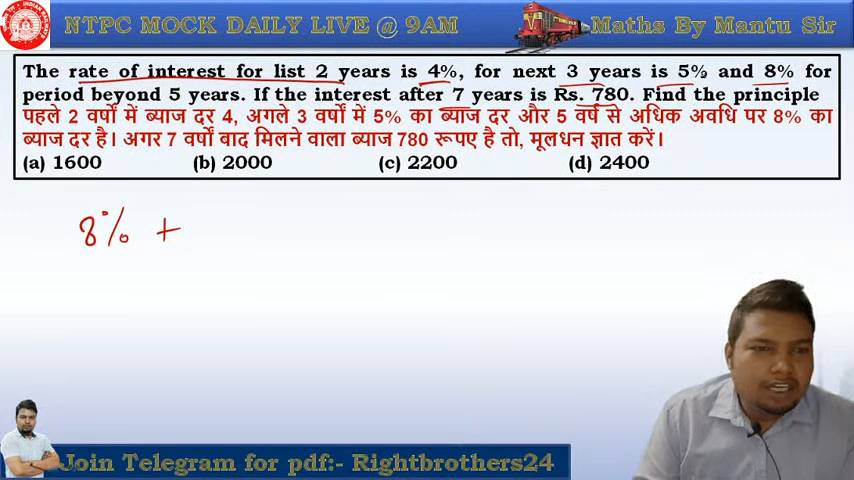 NTPC MOCK DAILY LIVE @ 9AM
Maths By Mantu Sir
The rate of interest for list 2 years is 4%, for next 3 years is 5% and 8% for
period beyond 5 years. If the interest after 7 years is Rs. 780. Find the principle
पहले 2 वर्षों में ब्याज दर 4, अगले 3 वर्षों में 5% का ब्याज दर और 5 वर्ष से अधिक अवधि पर 8% का
ब्याज दर है। अगर 7 वर्षों बाद मिलने वाला ब्याज 780 रूपए है तो, मूलधन ज्ञात करें।
(a) 1600 (b) 2000 (c) 2200 (d) 2400
8% +
Join Telegram for pdf:- Rightbrothers24